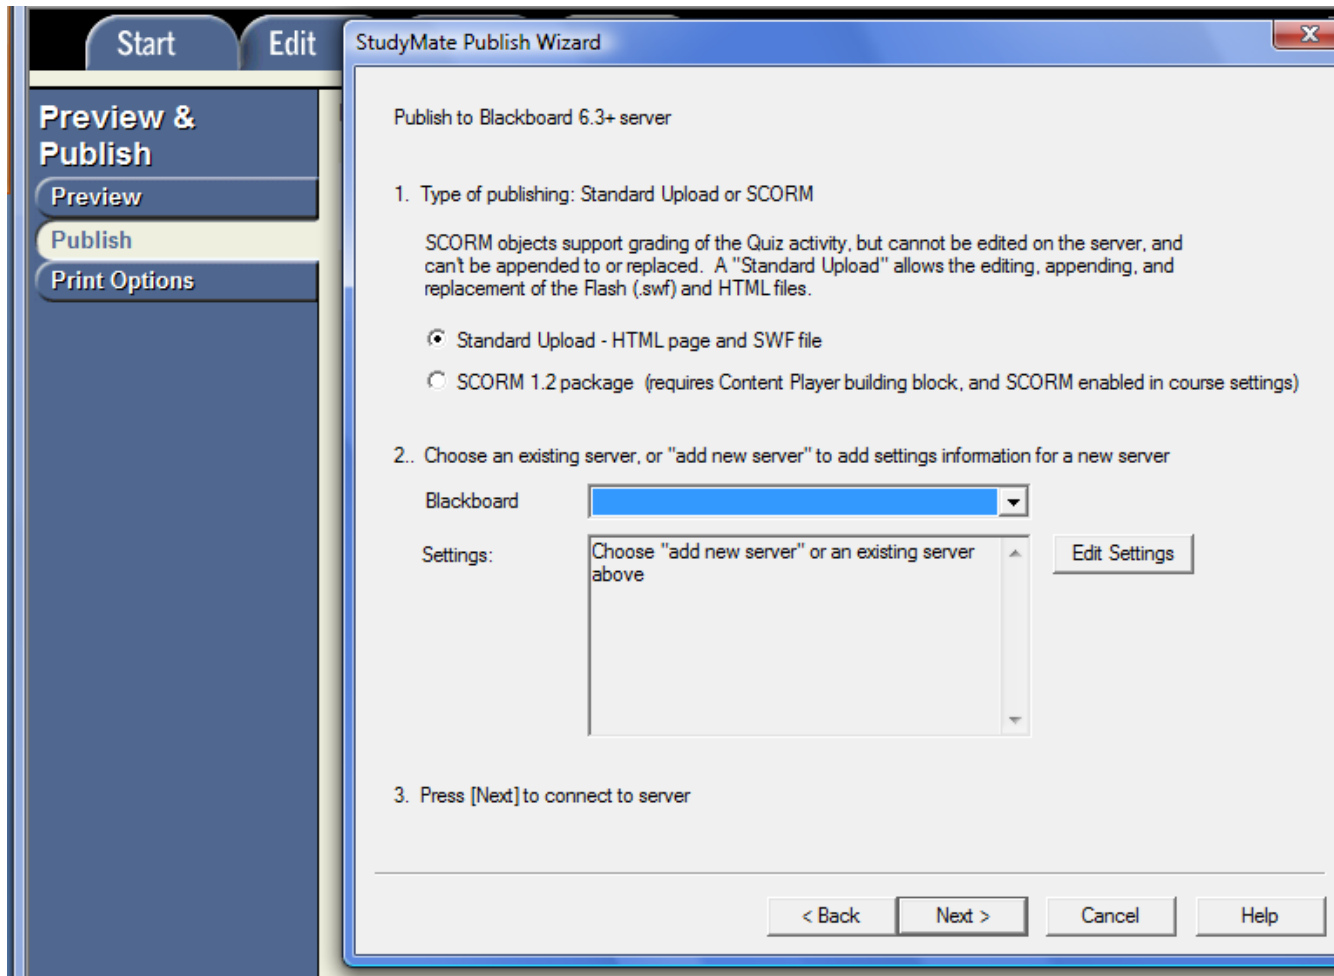 Start
Edit
StudyMate Publish Wizard
Preview &
Publish
Preview
Publish
Print Options
Publish to Blackboard 6.3+ server
1. Type of publishing: Standard Upload or SCORM
SCORM objects support grading of the Quiz activity, but cannot be edited on the server, and
can't be appended to or replaced. A "Standard Upload" allows the editing, appending, and
replacement of the Flash (.swf) and HTML files.
Standard Upload - HTML page and SWF file
SCORM 1.2 package (requires Content Player building block, and SCORM enabled in course settings)
2.. Choose an existing server, or "add new server" to add settings information for a new server
Blackboard
Settings:
Choose "add new server" or an existing server
above
Edit Settings
3. Press [Next] to connect to server
< Back
Next >
Cancel
Help